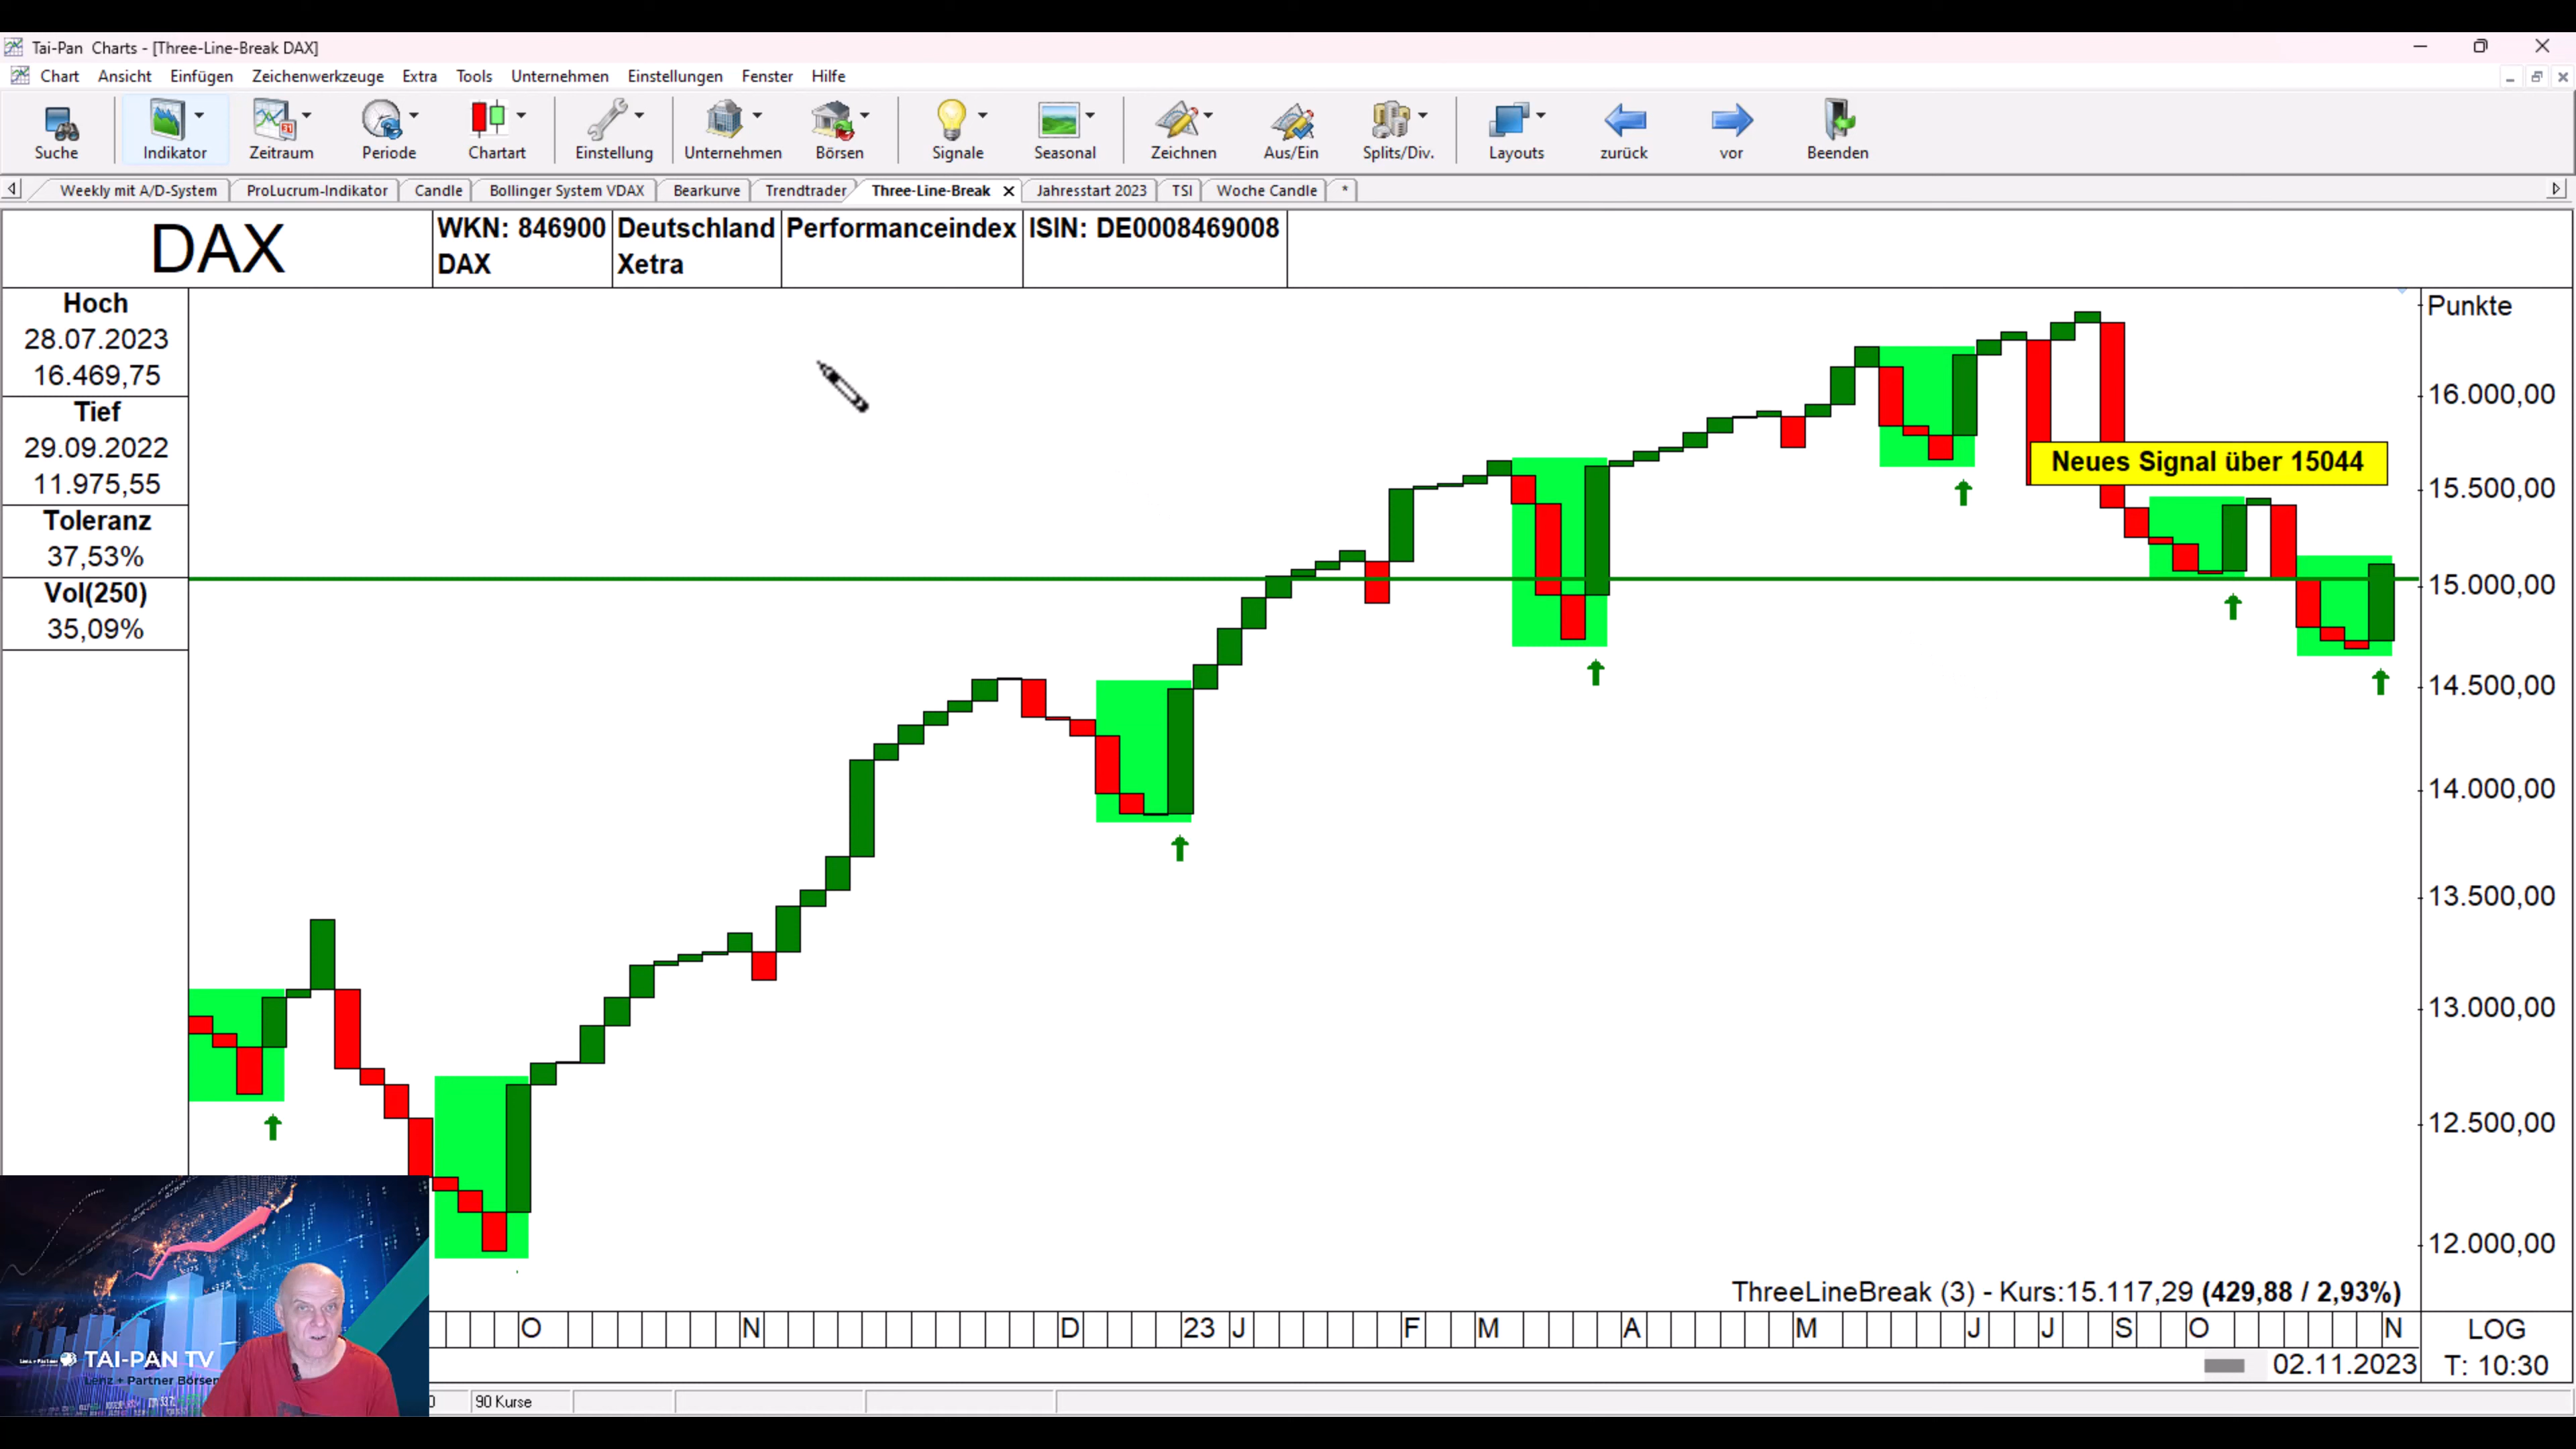 Tai-Pan Charts - [Three-Line-Break DAX]
Chart Ansicht Einfügen Zeichenwerkzeuge Extra Tools Unternehmen Einstellungen Fenster Hilfe
Suche Indikator Zeitraum Periode Chartart Einstellung Unternehmen Börsen Signale Seasonal Zeichnen Aus/Ein Splits/Div. Layouts zurück vor Beenden
Weekly mit A/D-System ProLucrum-Indikator Candle Bollinger System VDAX Bearkurve Trendtrader Three-Line-Break Jahresstart 2023 TSI Woche Candle *
DAX
WKN: 846900 Deutschland Performanceindex ISIN: DE0008469008
DAX Xetra
Hoch
28.07.2023
16.469,75
Tief
29.09.2022
11.975,55
Toleranz
37,53%
Vol(250)
35,09%
Punkte
16.000,00
Neues Signal über 15044
15.500,00
15.000,00
14.500,00
14.000,00
13.500,00
13.000,00
12.500,00
12.000,00
ThreeLineBreak (3) - Kurs:15.117,29 (429,88 / 2,93%)
O N D 23 J F M A M J J S O N
LOG
02.11.2023
T: 10:30
TAI-PAN TV
Lenz + Partner Börsen
0 90 Kurse